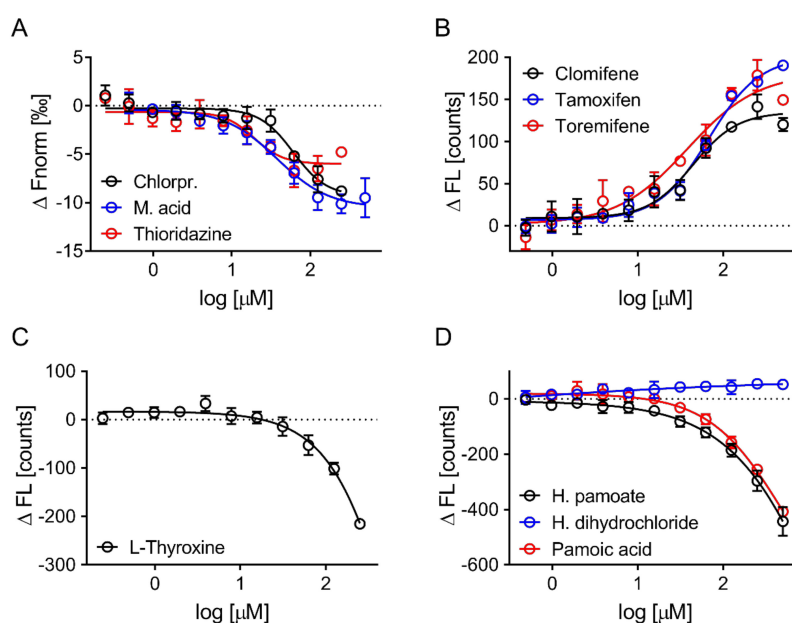 A
Δ Fnorm [‰]
5
0
-5
-10
-15
Chlorpr.
M. acid
Thioridazine
0
1
2
log [µM]
B
Δ FL [counts]
200
150
100
50
0
Clomifene
Tamoxifen
Toremifene
0
1
2
log [µM]
C
Δ FL [counts]
100
0
-100
-200
-300
L-Thyroxine
0
1
2
log [µM]
D
Δ FL [counts]
200
0
-200
-400
-600
H. pamoate
H. dihydrochloride
Pamoic acid
0
1
2
log [µM]